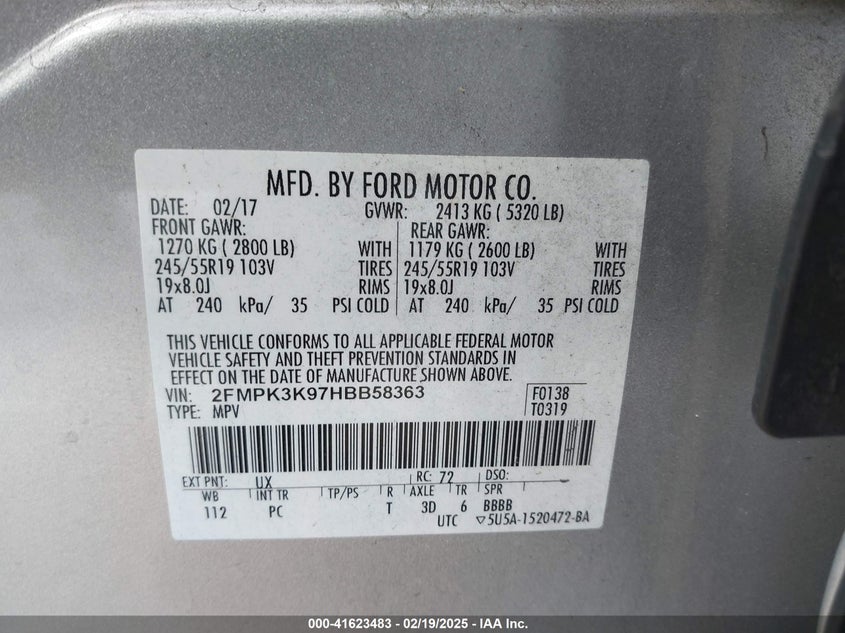 MFD. BY FORD MOTOR CO.
DATE: 02/17 GVWR: 2413 KG ( 5320 LB)
FRONT GAWR: REAR GAWR:
1270 KG ( 2800 LB) WITH 1179 KG ( 2600 LB) WITH
245/55R19 103V TIRES 245/55R19 103V TIRES
19x8.0J RIMS 19x8.0J RIMS
AT 240 kPa/ 35 PSI COLD AT 240 kPa/ 35 PSI COLD
THIS VEHICLE CONFORMS TO ALL APPLICABLE FEDERAL MOTOR
VEHICLE SAFETY AND THEFT PREVENTION STANDARDS IN
EFFECT ON THE DATE OF MANUFACTURE SHOWN ABOVE.
VIN: 2FMPK3K97HBB58363 F0138
TYPE: MPV T0319
EXT PNT: UX RC: 72 DSO:
WB INT TR TP/PS R AXLE TR SPR
112 PC T 3D 6 BBBB
UTC ▽5U5A-1520472-BA
000-41623483 - 02/19/2025 - IAA Inc.